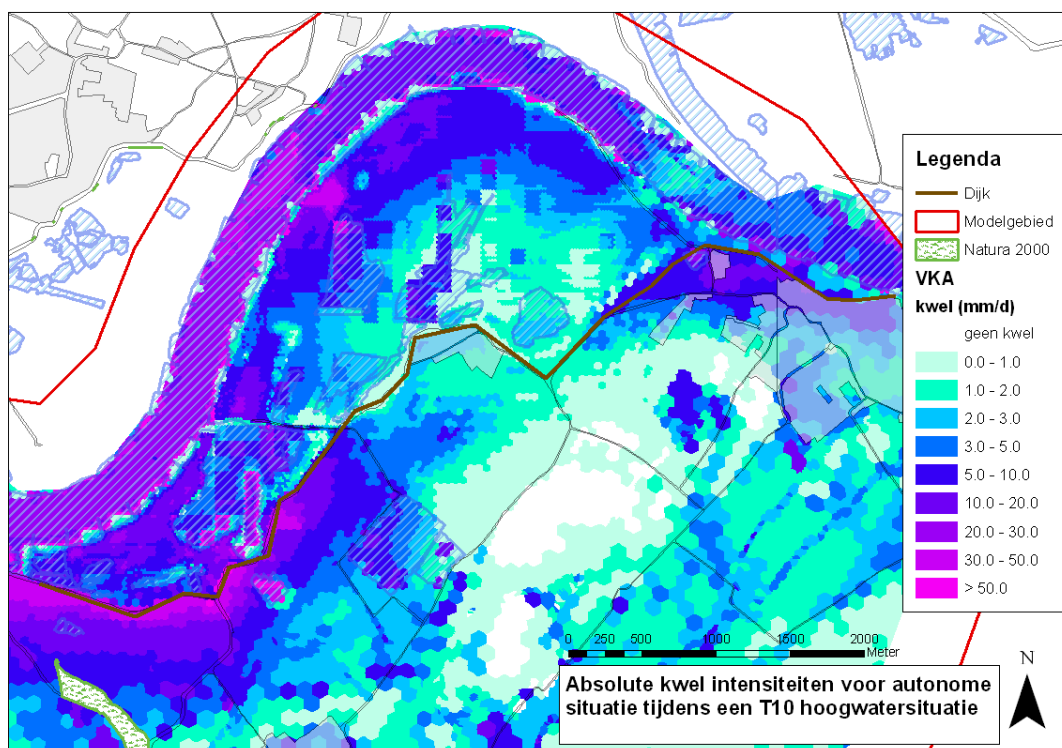 Legenda
Dijk
Modelgebied
Natura 2000
VKA
kwel (mm/d)
geen kwel
0.0 - 1.0
1.0 - 2.0
2.0 - 3.0
3.0 - 5.0
5.0 - 10.0
10.0 - 20.0
20.0 - 30.0
30.0 - 50.0
> 50.0
0 250 500 1000 1500 2000
Meter
N
Absolute kwel intensiteiten voor autonome
situatie tijdens een T10 hoogwatersituatie